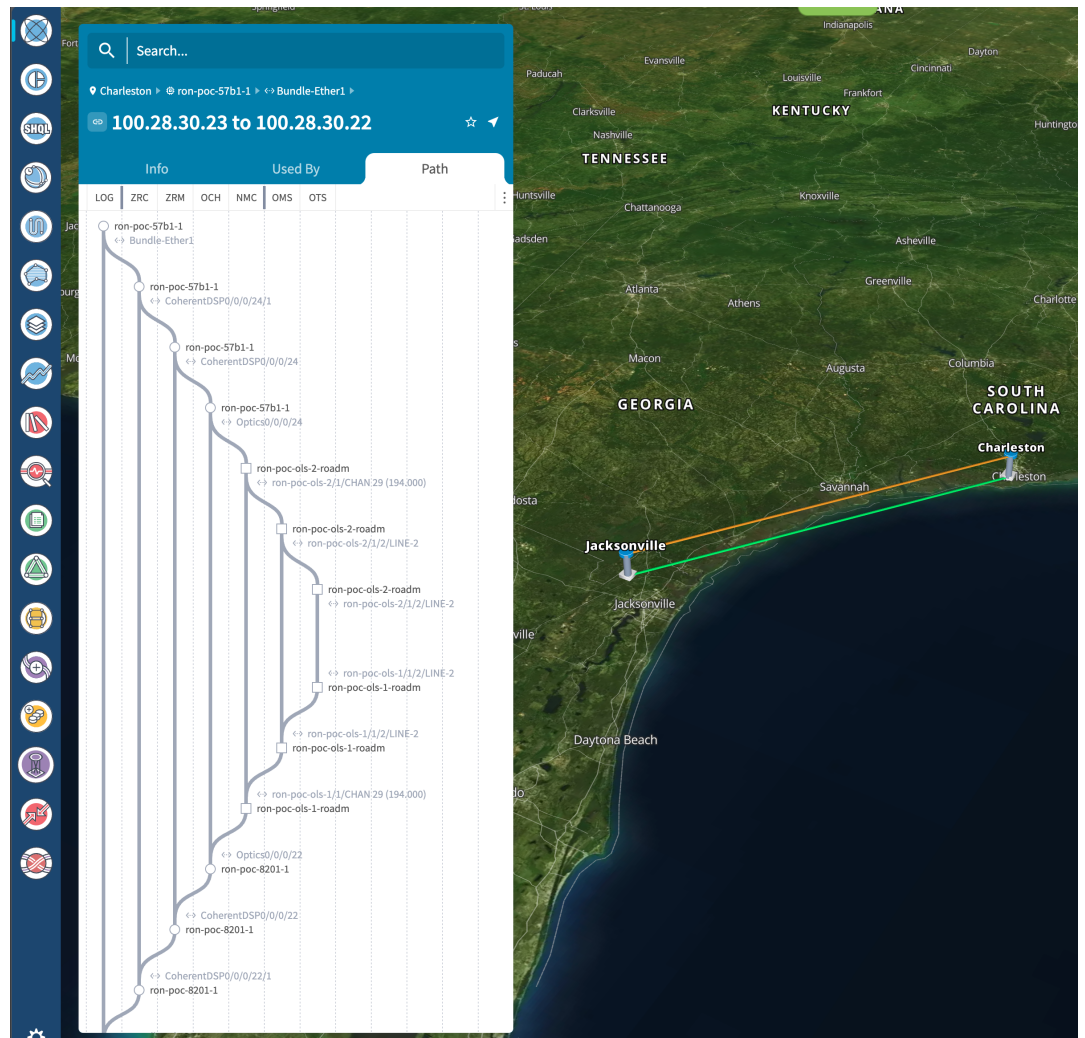 Search...
Charleston ron-poc-57b1-1 Bundle-Ether1
100.28.30.23 to 100.28.30.22
Info Used By Path
LOG ZRC ZRM OCH NMC OMS OTS
ron-poc-57b1-1
Bundle-Ether1
ron-poc-57b1-1
CoherentDSP0/0/0/24/1
ron-poc-57b1-1
CoherentDSP0/0/0/24
ron-poc-57b1-1
Optics0/0/0/24
ron-poc-ols-2-roadm
ron-poc-ols-2/1/CHAN 29 (194.000)
ron-poc-ols-2-roadm
ron-poc-ols-2/1/2/LINE-2
ron-poc-ols-2-roadm
ron-poc-ols-2/1/2/LINE-2
ron-poc-ols-1/1/2/LINE-2
ron-poc-ols-1-roadm
ron-poc-ols-1/1/2/LINE-2
ron-poc-ols-1-roadm
ron-poc-ols-1/1/CHAN 29 (194.000)
ron-poc-ols-1-roadm
Optics0/0/0/22
ron-poc-8201-1
CoherentDSP0/0/0/22
ron-poc-8201-1
CoherentDSP0/0/0/22/1
ron-poc-8201-1
SHQL
Springfield
Fort
Indianapolis
Dayton
Evansville
Cincinnati
Paducah
Louisville
Frankfort
Clarksville
KENTUCKY
Huntingto
Nashville
TENNESSEE
Huntsville
Knoxville
Chattanooga
Jac
adsden
Asheville
Greenville
burg
Atlanta
Athens
Charlotte
Mc
Macon
Augusta
Columbia
GEORGIA
SOUTH
CAROLINA
Charleston
Savannah
dosta
Jacksonville
Jacksonville
ville
Daytona Beach
do